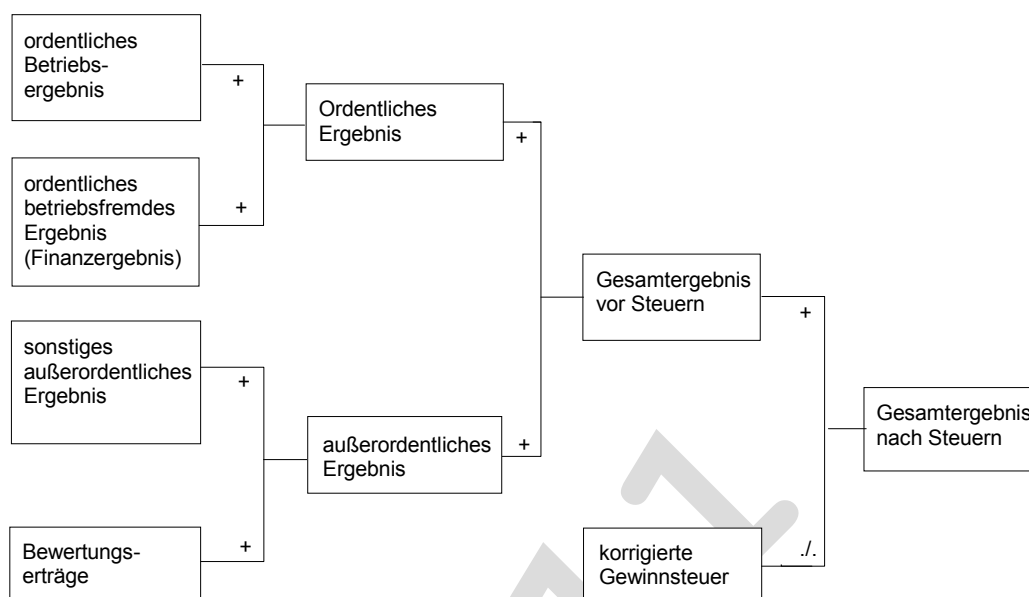 ordentliches
Betriebs-
ergebnis
+
Ordentliches
Ergebnis
+
ordentliches
betriebsfremdes
Ergebnis
(Finanzergebnis)
+
Gesamtergebnis
vor Steuern
+
sonstiges
außerordentliches
Ergebnis
+
außerordentliches
Ergebnis
+
Gesamtergebnis
nach Steuern
Bewertungs-
erträge
+
korrigierte
Gewinnsteuer
./.